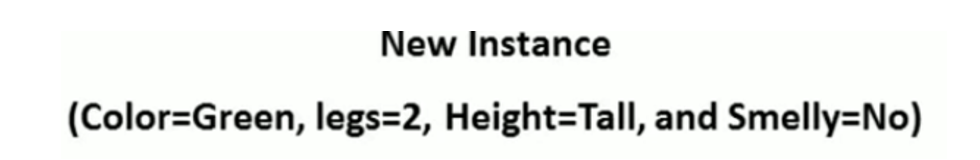 New Instance
(Color=Green, legs=2, Height=Tall, and Smelly=No)